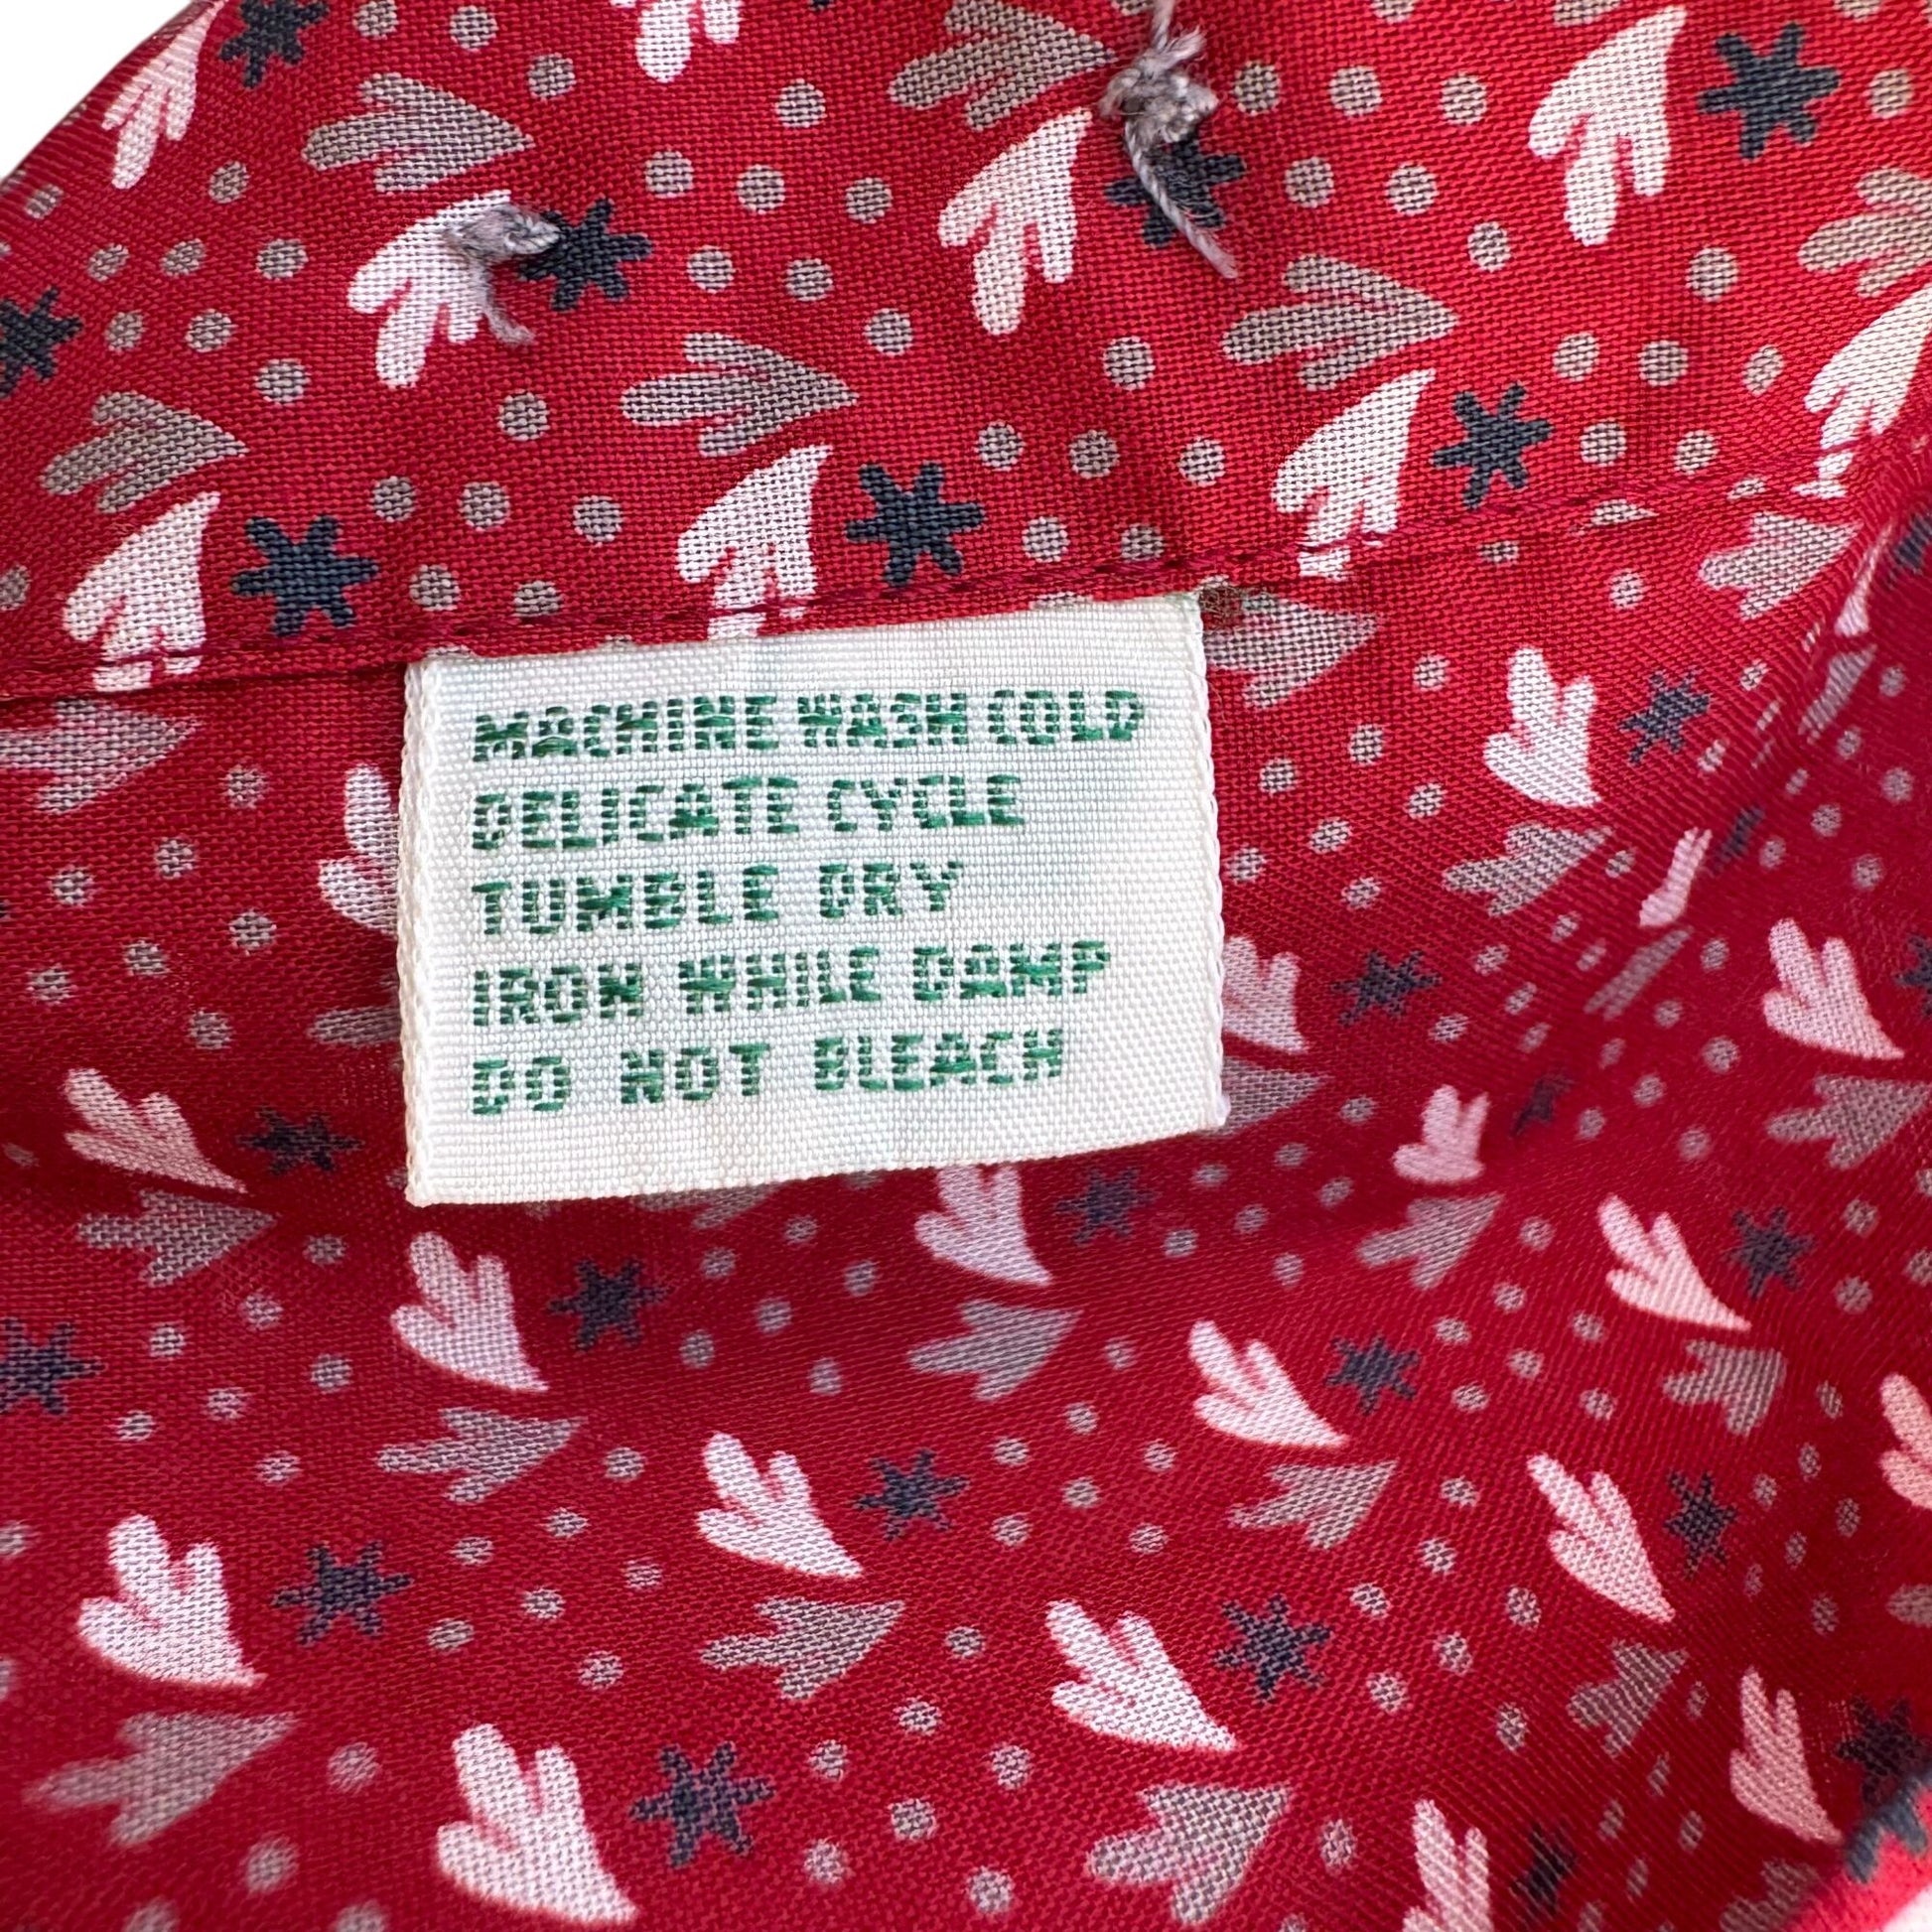 MACHINE WASH COLD
DELICATE CYCLE
TUMBLE DRY
IRON WHILE DAMP
DO NOT BLEACH